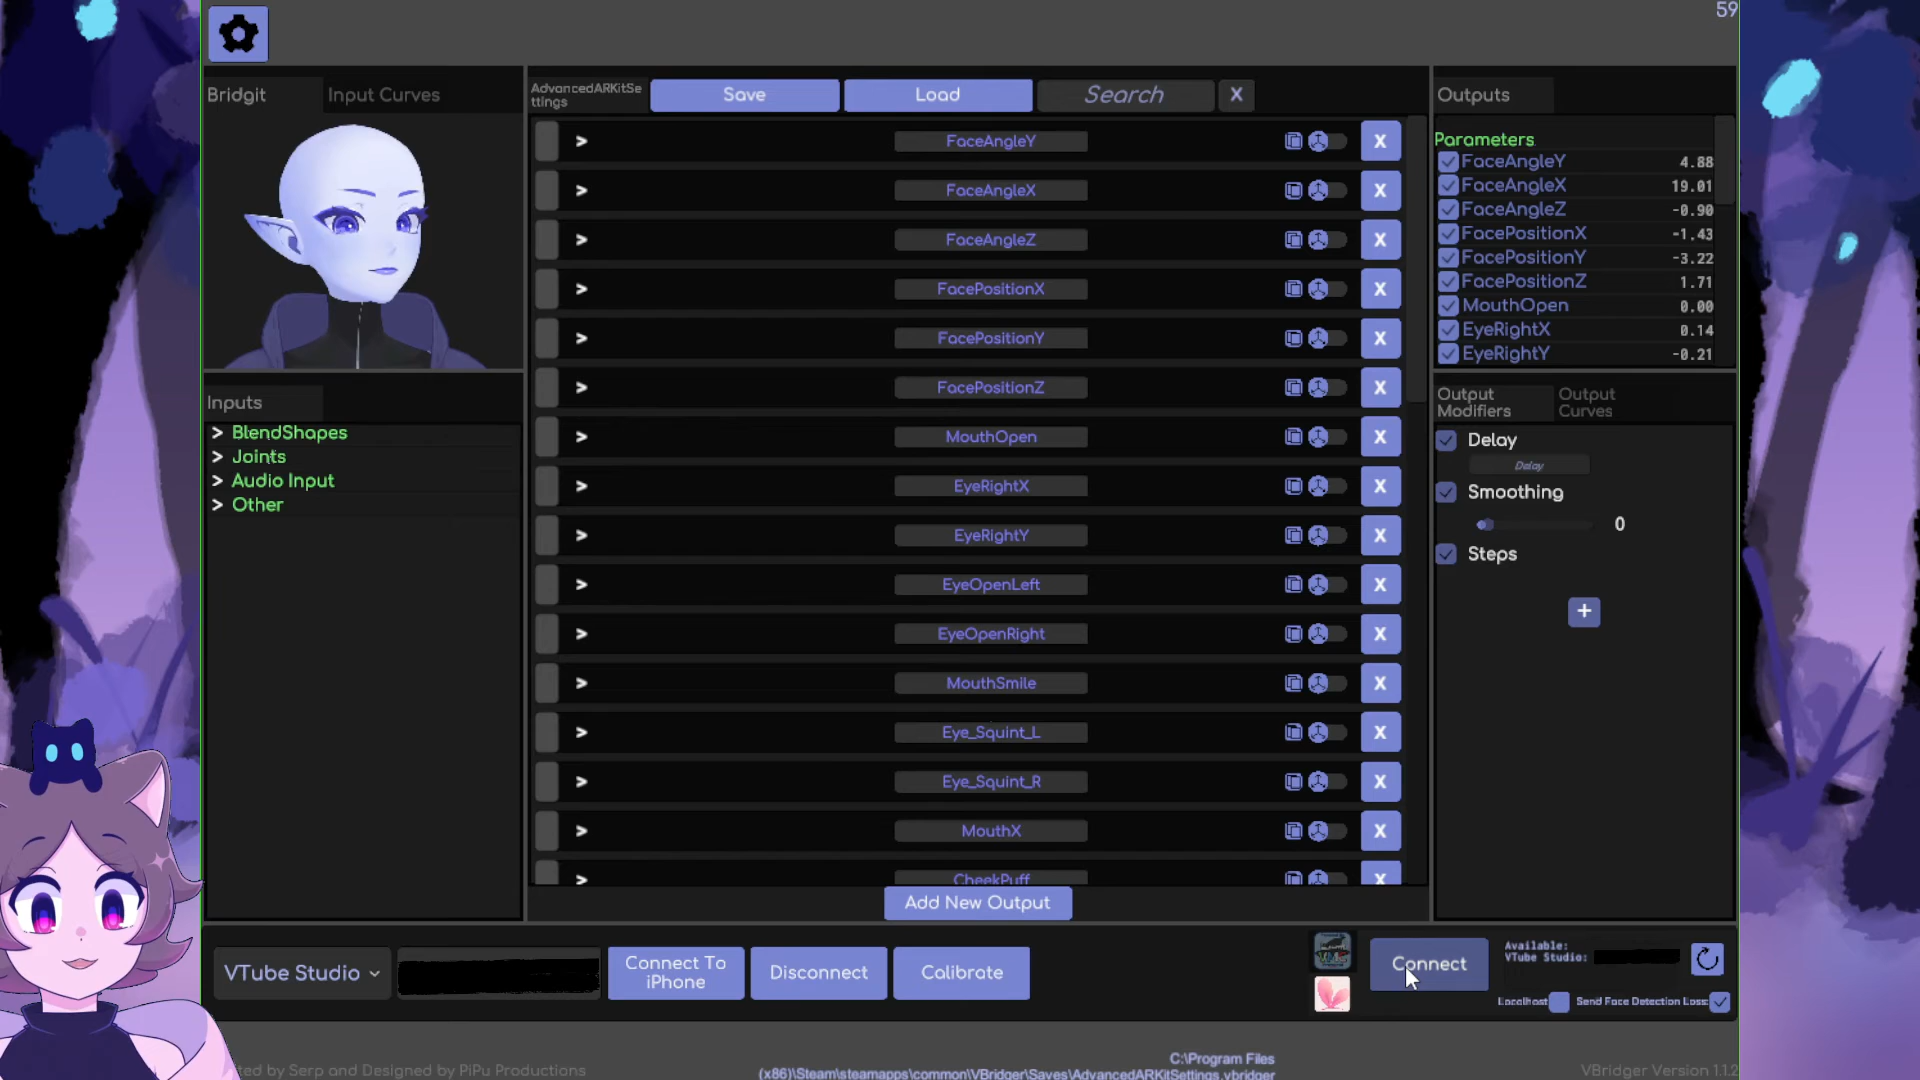 59
Bridgit
Input Curves
AdvancedARKitSe
ttings
Save
Load
Search
X
Outputs
Parameters
FaceAngleY 4.88
FaceAngleX 19.01
FaceAngleZ -0.90
FacePositionX -1.43
FacePositionY -3.22
FacePositionZ 1.71
MouthOpen 0.00
EyeRightX 0.14
EyeRightY -0.21
> FaceAngleY X
> FaceAngleX X
> FaceAngleZ X
> FacePositionX X
> FacePositionY X
> FacePositionZ X
> MouthOpen X
> EyeRightX X
> EyeRightY X
> EyeOpenLeft X
> EyeOpenRight X
> MouthSmile X
> Eye_Squint_L X
> Eye_Squint_R X
> MouthX X
> CheekPuff X
Add New Output
Inputs
> BlendShapes
> Joints
> Audio Input
> Other
Output
Modifiers
Output
Curves
Delay
Delay
Smoothing
0
Steps
+
VTube Studio
Connect To
iPhone
Disconnect
Calibrate
Connect
Available:
VTube Studio:
Localhost
Send Face Detection Loss:
ted by Serp and Designed by PiPu Productions
C:\Program Files
(x86)\Steam\steamapps\common\VBridger\Saves\AdvancedARKitSettings.vbridger
VBridger Version 1.1.2